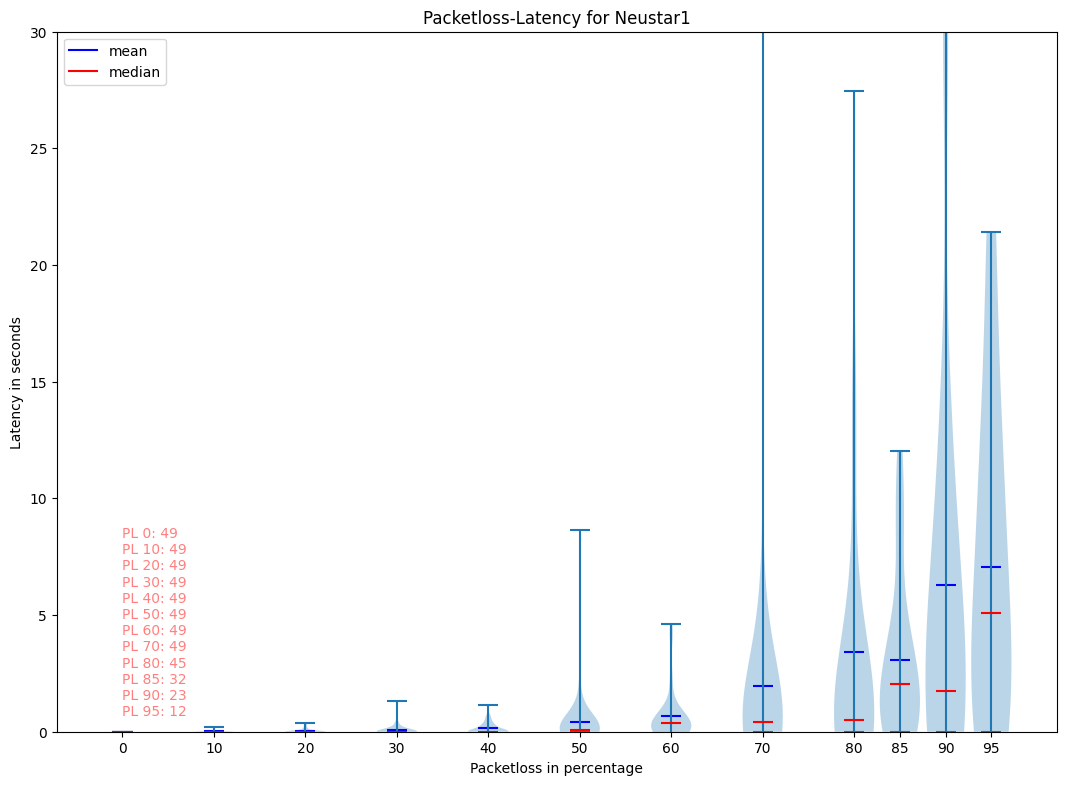 Packetloss-Latency for Neustar1
mean
median
Latency in seconds
30
25
20
15
10
5
0
PL 0: 49
PL 10: 49
PL 20: 49
PL 30: 49
PL 40: 49
PL 50: 49
PL 60: 49
PL 70: 49
PL 80: 45
PL 85: 32
PL 90: 23
PL 95: 12
0 10 20 30 40 50 60 70 80 85 90 95
Packetloss in percentage